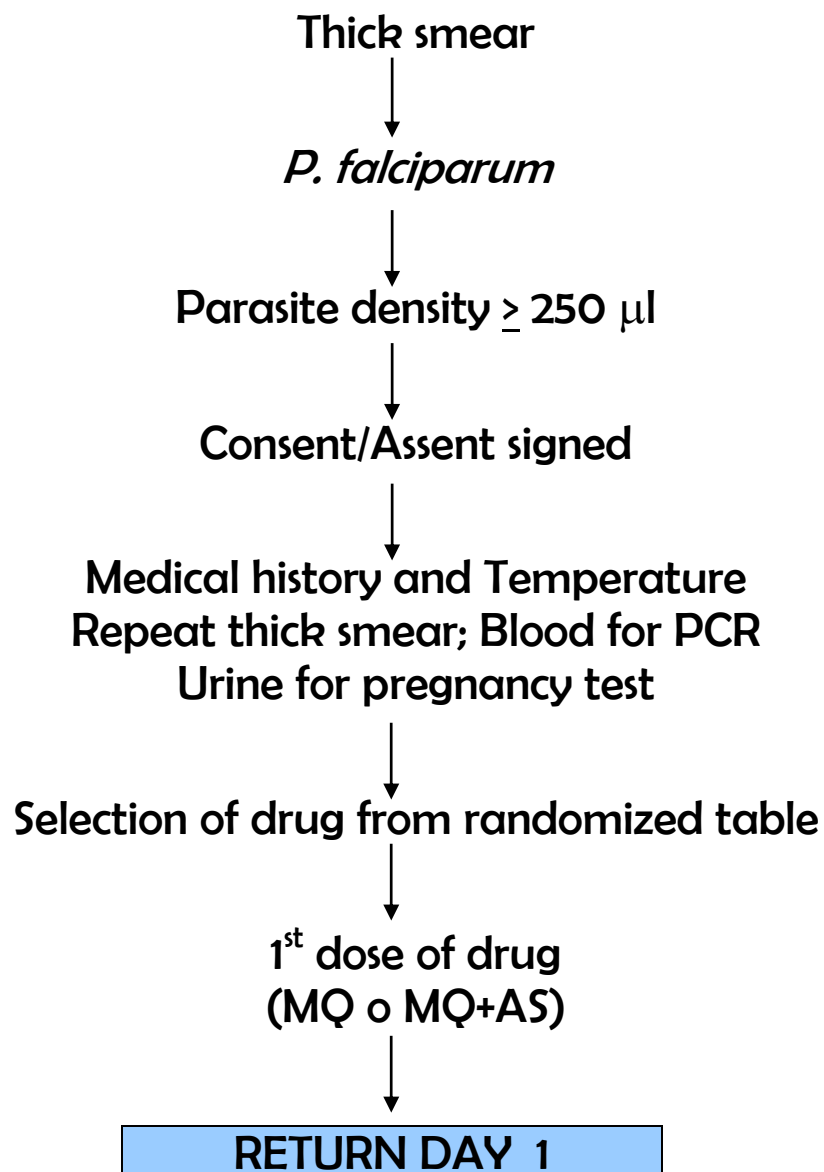 Thick smear
P. falciparum
Parasite density ≥ 250 μl
Consent/Assent signed
Medical history and Temperature
Repeat thick smear; Blood for PCR
Urine for pregnancy test
Selection of drug from randomized table
1st dose of drug
(MQ o MQ+AS)
RETURN DAY 1